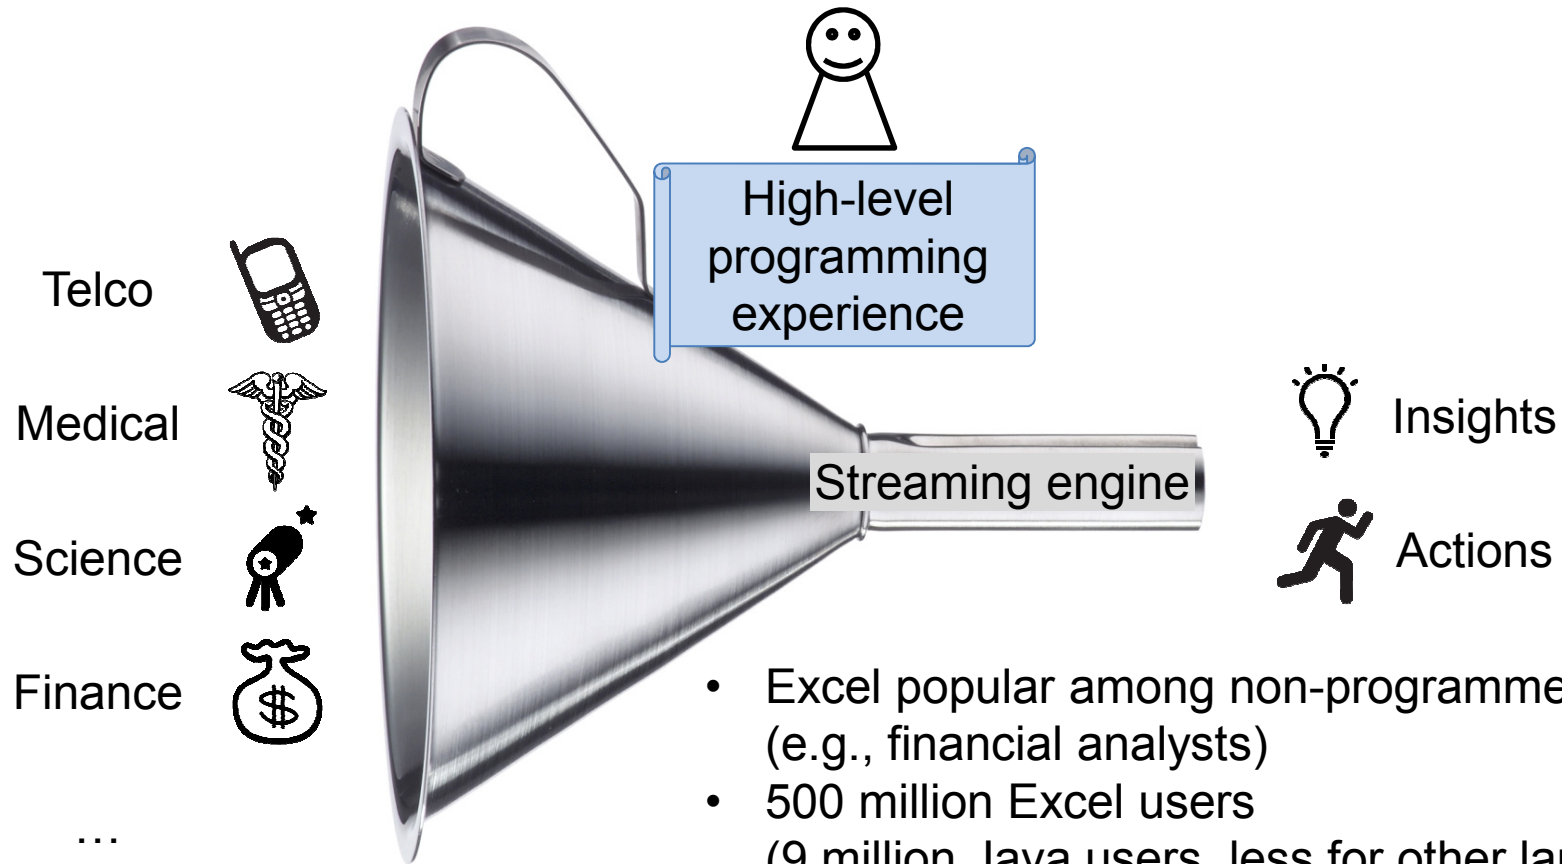 High-level
programming
experience
Telco
Medical
Science
Finance
…
Streaming engine
Insights
Actions
$
• Excel popular among non-programme
(e.g., financial analysts)
• 500 million Excel users
(9 million Java users, less for other lan